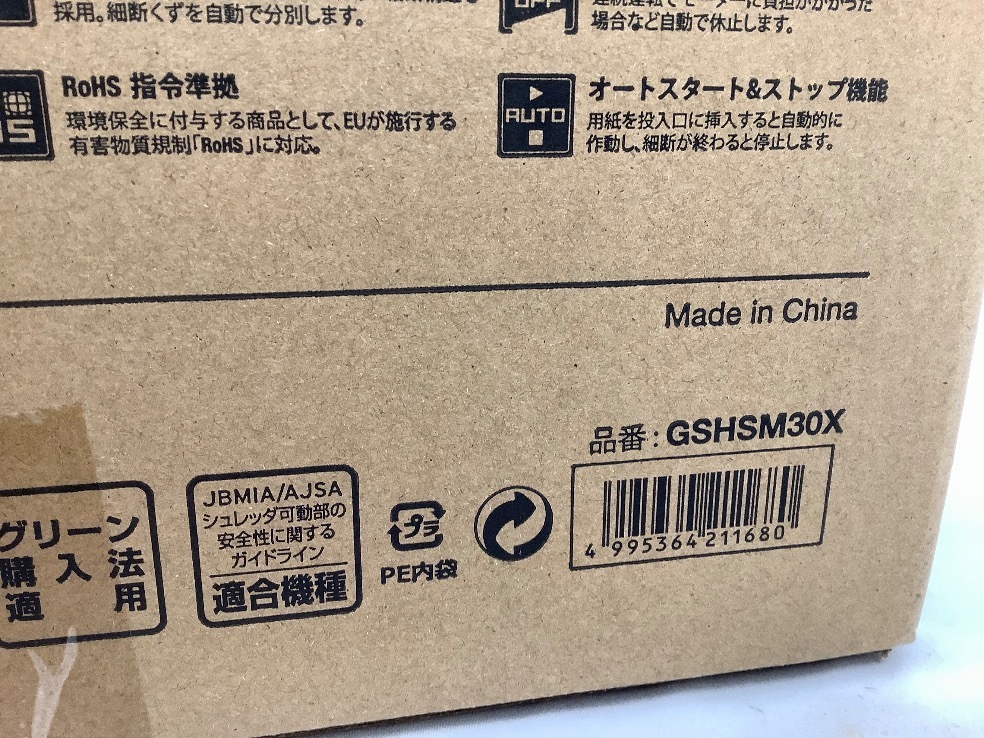 採用。細断くずを自動で分別します。
場合など自動で休止します。
OFF
RoHS 指令準拠
環境保全に付与する商品として、EUが施行する
有害物質規制「RoHS」に対応。
AUTO
オートスタート&ストップ機能
用紙を投入口に挿入すると自動的に
作動し、細断が終わると停止します。
Made in China
品番:GSHSM30X
4 995364 211680
グリーン
購入法
適用
JBMIA/AJSA
シュレッダ可動部の
安全性に関する
ガイドライン
適合機種
プラ
PE内袋